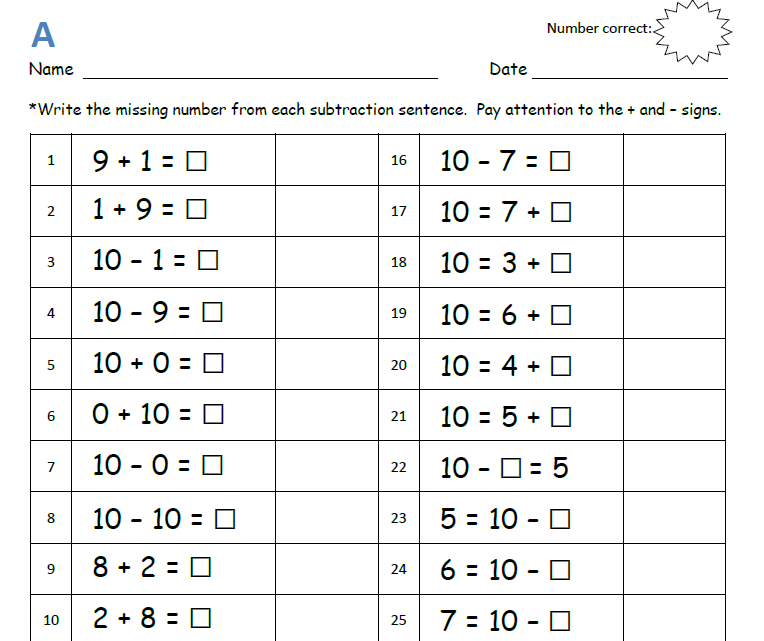 A
Number correct:
Name Date
*Write the missing number from each subtraction sentence. Pay attention to the + and – signs.
1 9 + 1 = □ 16 10 – 7 = □
2 1 + 9 = □ 17 10 = 7 + □
3 10 – 1 = □ 18 10 = 3 + □
4 10 – 9 = □ 19 10 = 6 + □
5 10 + 0 = □ 20 10 = 4 + □
6 0 + 10 = □ 21 10 = 5 + □
7 10 – 0 = □ 22 10 – □ = 5
8 10 – 10 = □ 23 5 = 10 – □
9 8 + 2 = □ 24 6 = 10 – □
10 2 + 8 = □ 25 7 = 10 – □